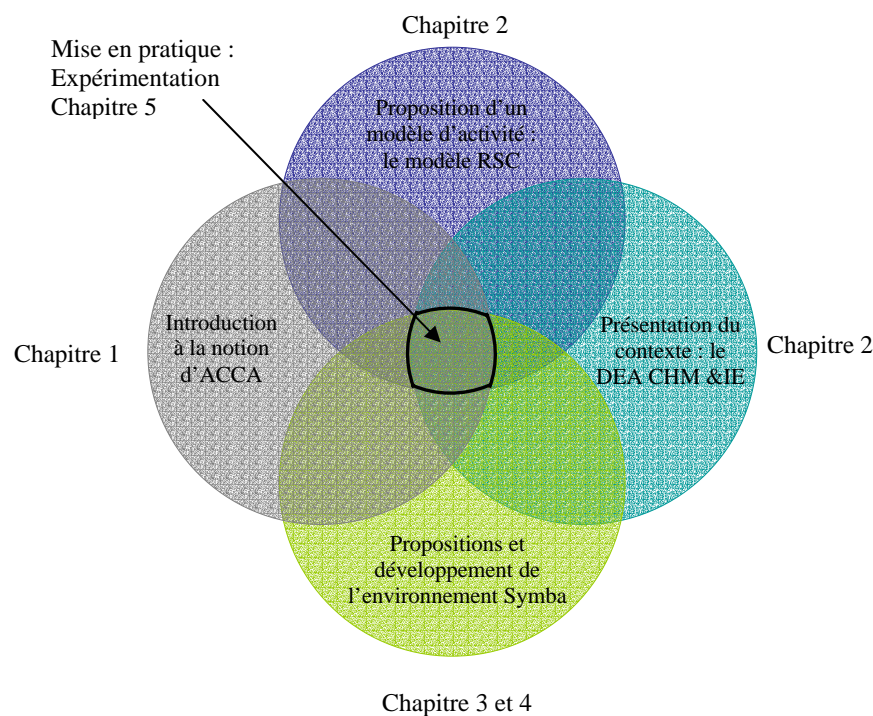 Chapitre 2
Mise en pratique :
Expérimentation
Chapitre 5
Proposition d’un
modèle d’activité :
le modèle RSC
Chapitre 1
Introduction
à la notion
d’ACCA
Présentation du
contexte : le
DEA CHM &IE
Chapitre 2
Propositions et
développement de
l’environnement Symba
Chapitre 3 et 4